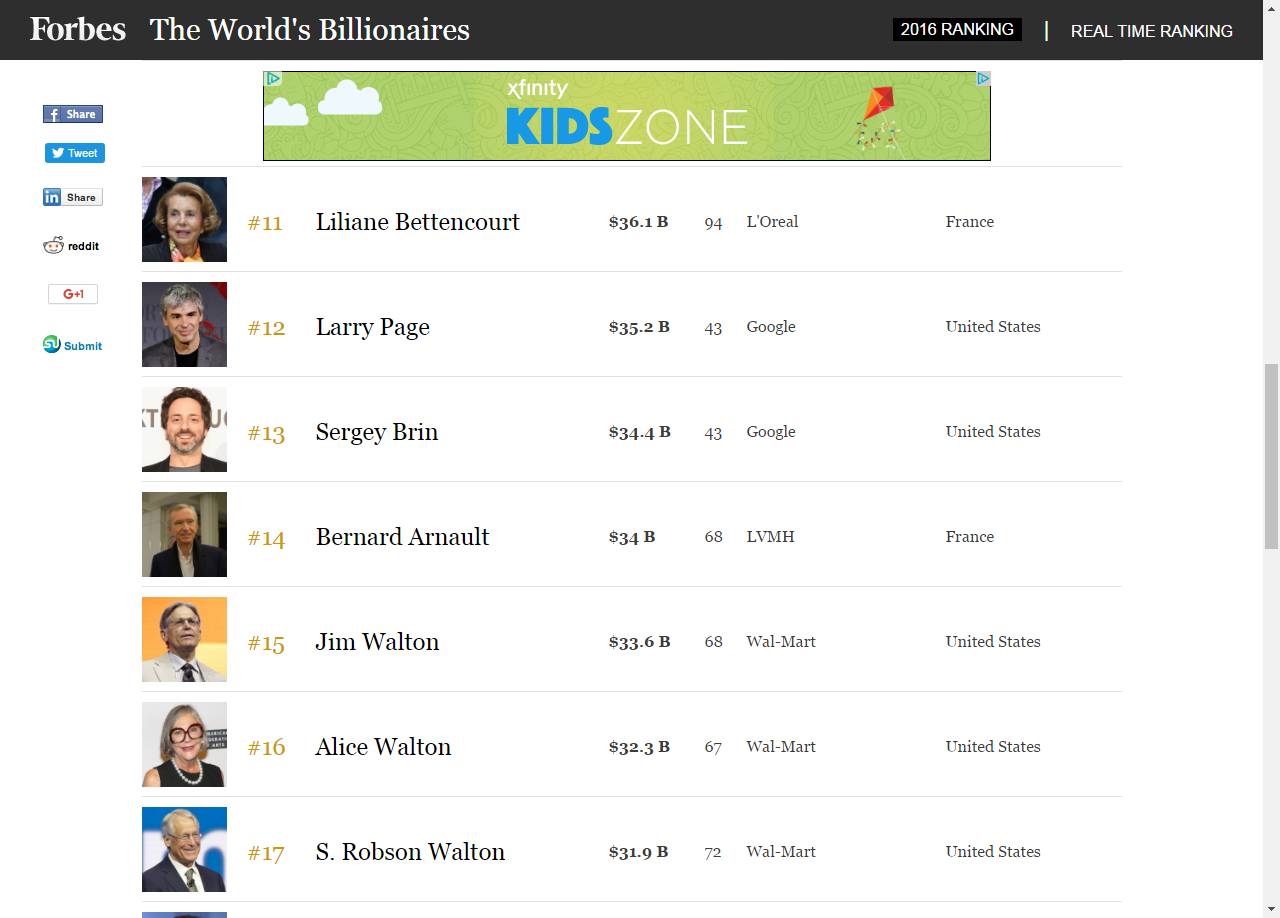 Forbes The World's Billionaires 2016 RANKING | REAL TIME RANKING
xfinity
KIDS ZONE
Share
Tweet
Share
reddit
G+1
Submit
#11 Liliane Bettencourt $36.1 B 94 L'Oreal France
#12 Larry Page $35.2 B 43 Google United States
#13 Sergey Brin $34.4 B 43 Google United States
#14 Bernard Arnault $34 B 68 LVMH France
#15 Jim Walton $33.6 B 68 Wal-Mart United States
#16 Alice Walton $32.3 B 67 Wal-Mart United States
#17 S. Robson Walton $31.9 B 72 Wal-Mart United States